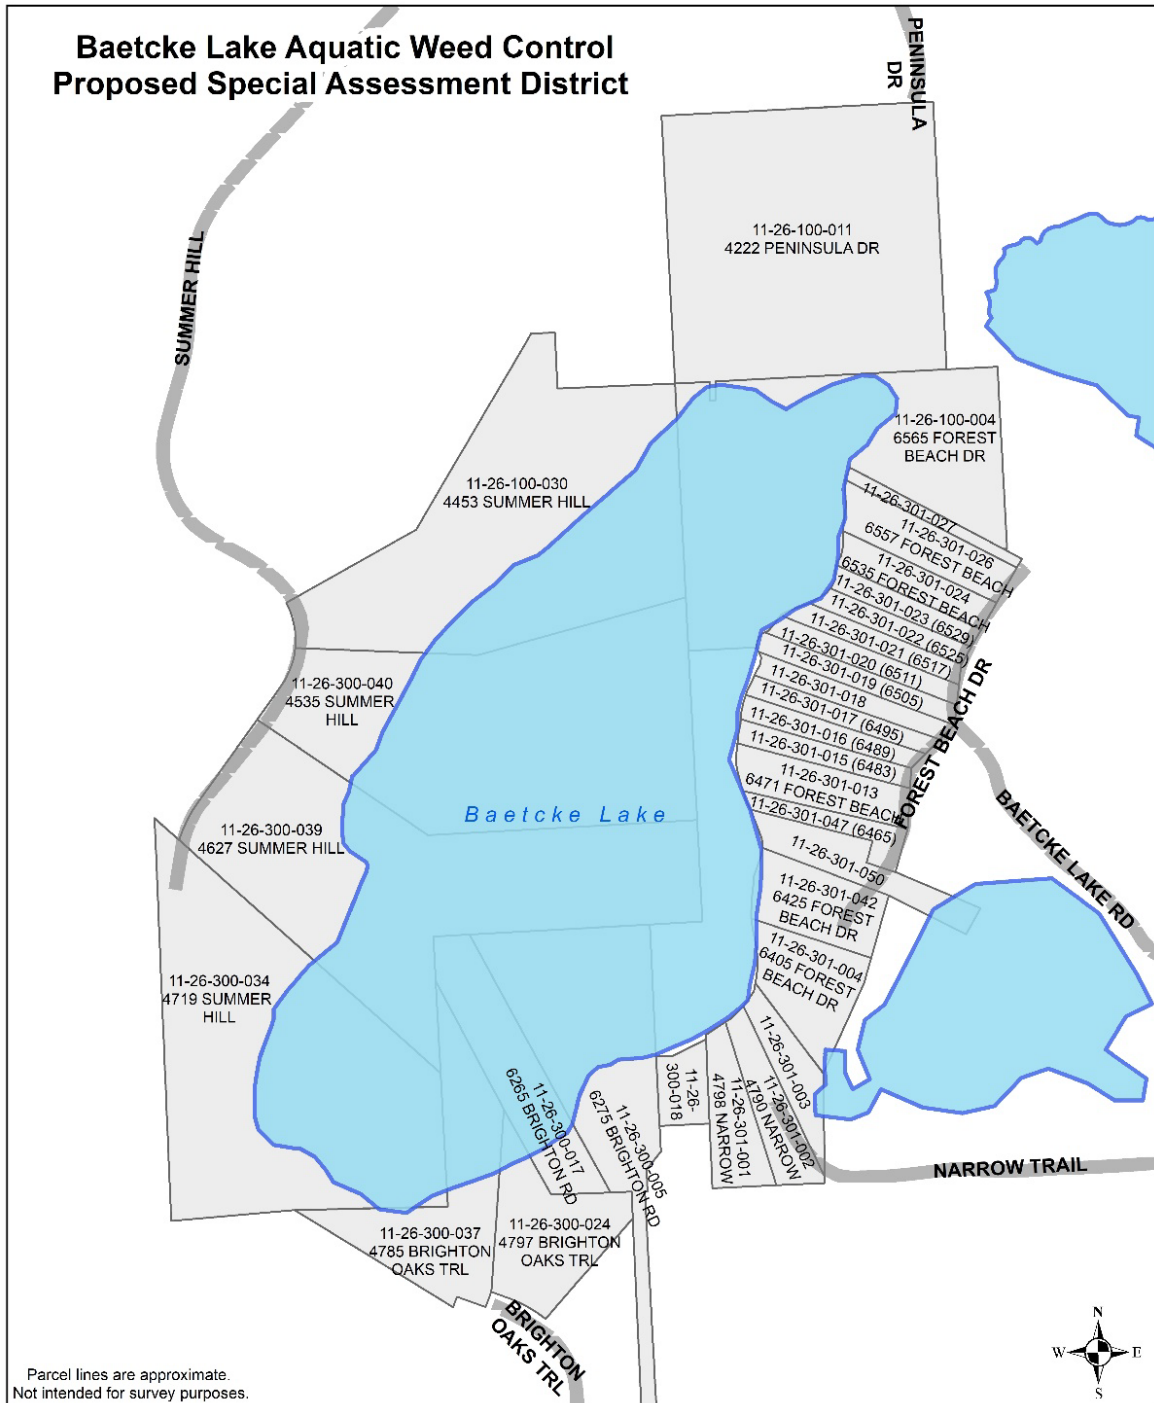 Baetcke Lake Aquatic Weed Control
Proposed Special Assessment District
PENINSULA
DR
11-26-100-011
4222 PENINSULA DR
SUMMER HILL
11-26-100-004
6565 FOREST
BEACH DR
11-26-100-030
4453 SUMMER HILL
11-26-301-027
11-26-301-026
6557 FOREST BEACH
11-26-301-024
6535 FOREST BEACH
11-26-301-023 (6529)
11-26-301-022 (6525)
11-26-301-021 (6517)
11-26-301-020 (6511)
11-26-301-019 (6505)
11-26-301-018
11-26-301-017 (6495)
11-26-301-016 (6489)
11-26-301-015 (6483)
11-26-301-013
6471 FOREST BEACH
11-26-301-047 (6465)
FOREST BEACH DR
BAETCKE LAKE RD
11-26-300-040
4535 SUMMER
HILL
Baetcke Lake
11-26-300-039
4627 SUMMER HILL
11-26-301-050
11-26-301-042
6425 FOREST
BEACH DR
11-26-301-004
6405 FOREST
BEACH DR
11-26-300-034
4719 SUMMER
HILL
11-26-301-003
11-26-301-002
4790 NARROW
11-26-301-001
4798 NARROW
11-26-
300-018
11-26-300-005
6275 BRIGHTON RD
11-26-300-017
6265 BRIGHTON RD
NARROW TRAIL
11-26-300-037
4785 BRIGHTON
OAKS TRL
11-26-300-024
4797 BRIGHTON
OAKS TRL
BRIGHTON
OAKS TRL
N
W
E
S
Parcel lines are approximate.
Not intended for survey purposes.